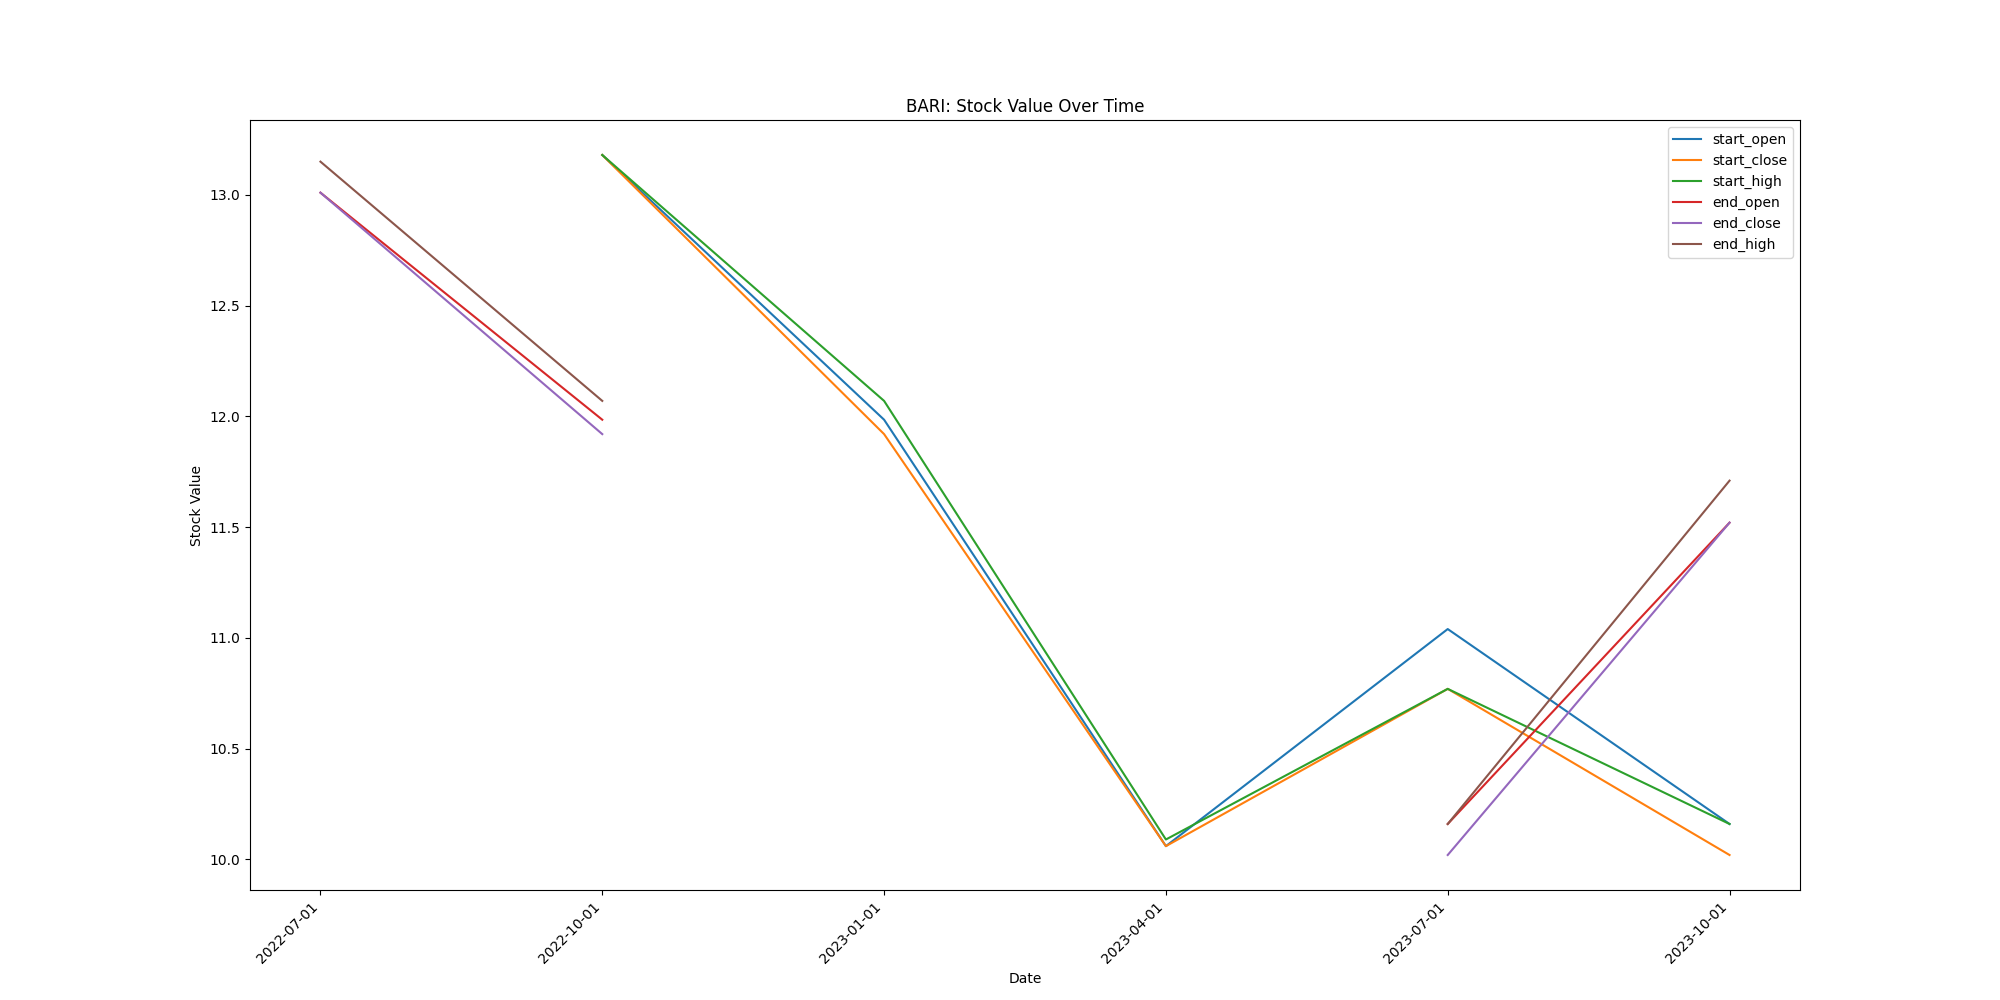 BARI: Stock Value Over Time
start_open
start_close
start_high
end_open
end_close
end_high
Stock Value
13.0
12.5
12.0
11.5
11.0
10.5
10.0
2022-07-01
2022-10-01
2023-01-01
2023-04-01
2023-07-01
2023-10-01
Date